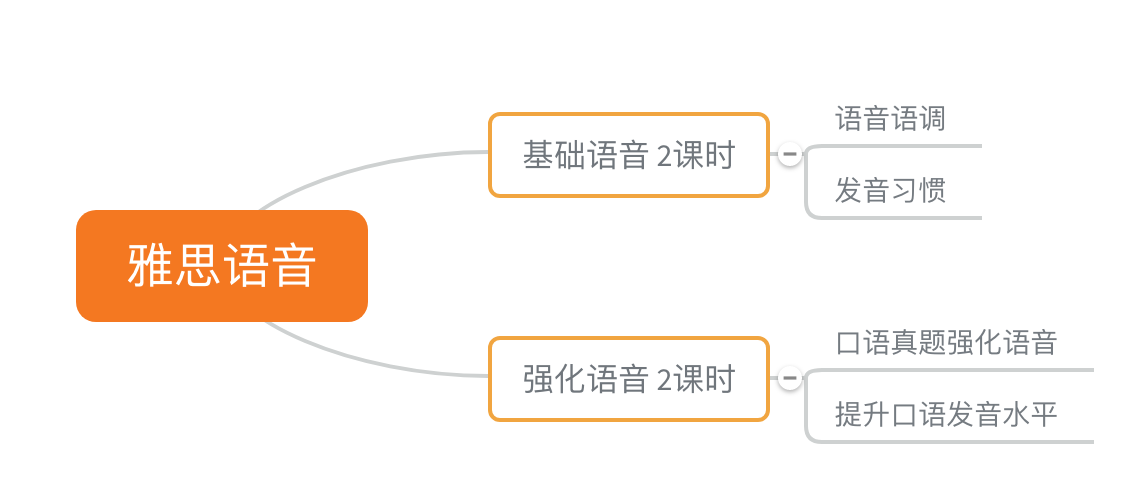 雅思语音
基础语音 2课时
语音语调
发音习惯
强化语音 2课时
口语真题强化语音
提升口语发音水平